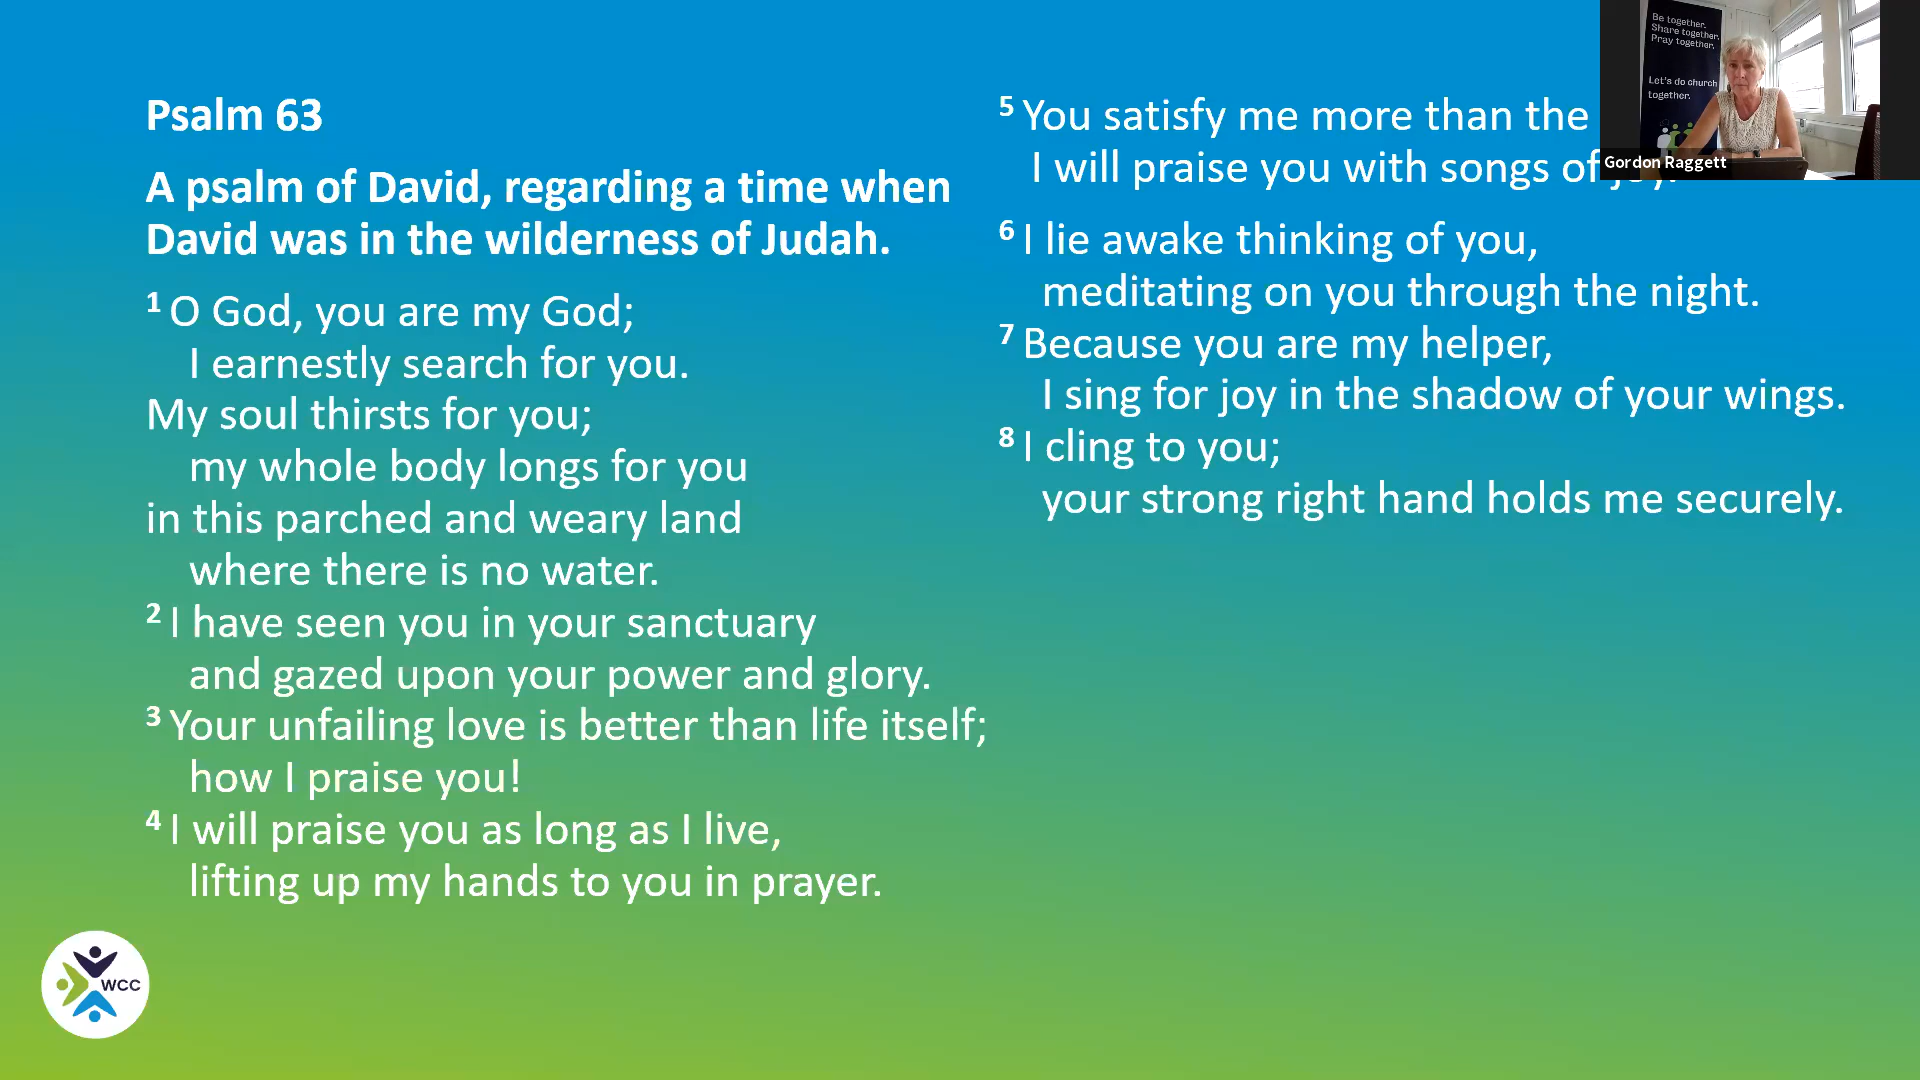 Psalm 63
A psalm of David, regarding a time when
David was in the wilderness of Judah.
1 O God, you are my God;
I earnestly search for you.
My soul thirsts for you;
my whole body longs for you
in this parched and weary land
where there is no water.
2 I have seen you in your sanctuary
and gazed upon your power and glory.
3 Your unfailing love is better than life itself;
how I praise you!
4 I will praise you as long as I live,
lifting up my hands to you in prayer.
5 You satisfy me more than the
I will praise you with songs of joy.
6 I lie awake thinking of you,
meditating on you through the night.
7 Because you are my helper,
I sing for joy in the shadow of your wings.
8 I cling to you;
your strong right hand holds me securely.
Be together.
Share together.
Pray together.
Let's do church
together.
Gordon Raggett
WCC